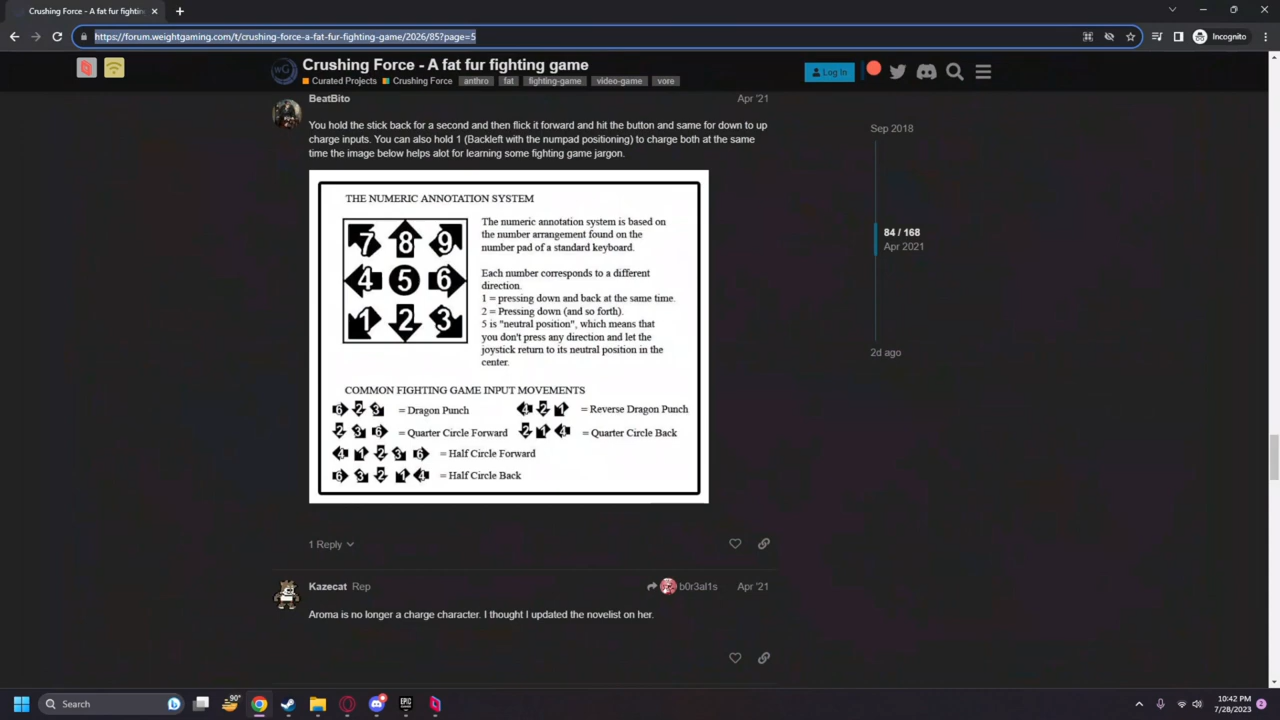 Crushing Force - A fat fur fightin
https://forum.weightgaming.com/t/crushing-force-a-fat-fur-fighting-game/2026/85?page=5
Incognito
wG
Crushing Force - A fat fur fighting game
Curated Projects Crushing Force anthro fat fighting-game video-game vore
Log In
BeatBito
Apr '21
You hold the stick back for a second and then flick it forward and hit the button and same for down to up
charge inputs. You can also hold 1 (Backleft with the numpad positioning) to charge both at the same
time the image below helps alot for learning some fighting game jargon.
Sep 2018
84 / 168
Apr 2021
2d ago
THE NUMERIC ANNOTATION SYSTEM
7 8 9
4 5 6
1 2 3
The numeric annotation system is based on
the number arrangement found on the
number pad of a standard keyboard.
Each number corresponds to a different
direction.
1 = pressing down and back at the same time.
2 = Pressing down (and so forth).
5 is "neutral position", which means that
you don't press any direction and let the
joystick return to its neutral position in the
center.
COMMON FIGHTING GAME INPUT MOVEMENTS
6 2 3 = Dragon Punch 4 2 1 = Reverse Dragon Punch
2 3 6 = Quarter Circle Forward 2 1 4 = Quarter Circle Back
4 1 2 3 6 = Half Circle Forward
6 3 2 1 4 = Half Circle Back
1 Reply
Kazecat Rep
b0r3al1s Apr '21
Aroma is no longer a charge character. I thought I updated the novelist on her.
Search
90°
EPIC
10:42 PM
7/28/2023
2